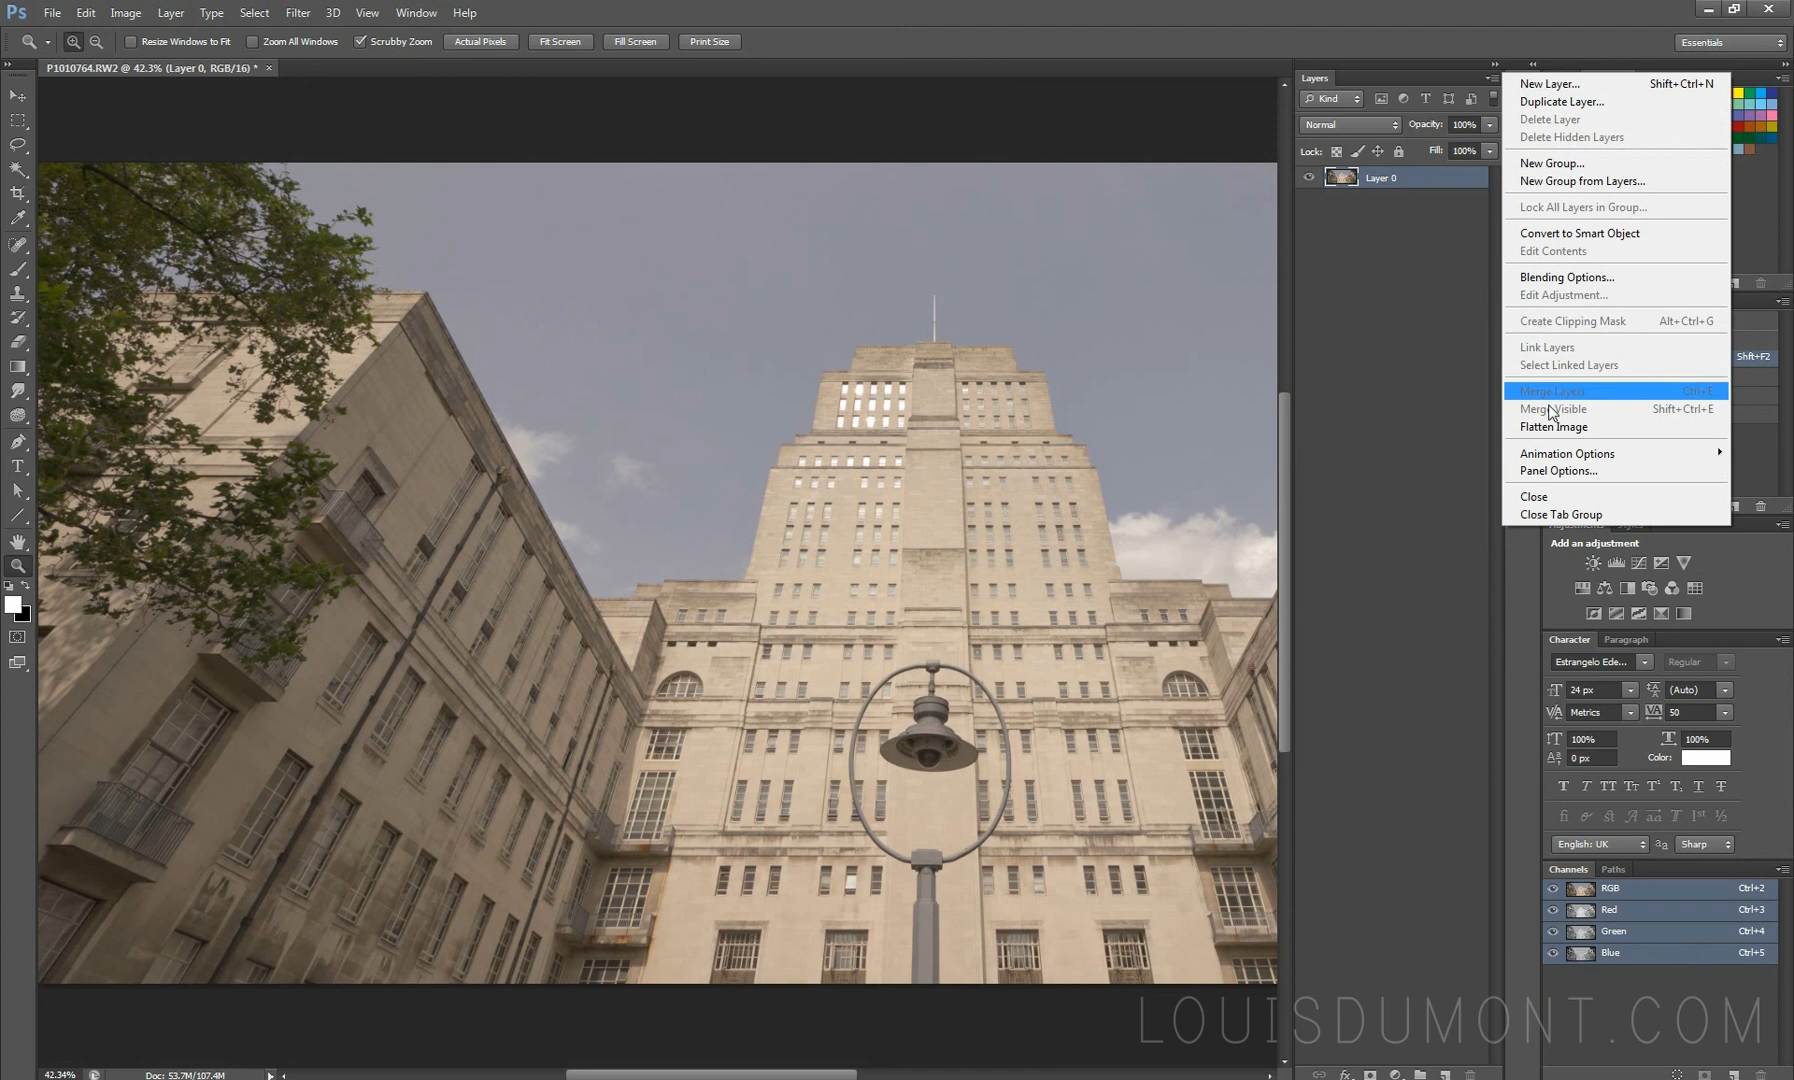 Ps File Edit Image Layer Type Select Filter 3D View Window Help
Resize Windows to Fit Zoom All Windows Scrubby Zoom Actual Pixels Fit Screen Fill Screen Print Size Essentials
P1010764.RW2 @ 42.3% (Layer 0, RGB/16) * ×
Layers
Kind
Normal Opacity: 100%
Lock: Fill: 100%
Layer 0
New Layer... Shift+Ctrl+N
Duplicate Layer...
Delete Layer
Delete Hidden Layers
New Group...
New Group from Layers...
Lock All Layers in Group...
Convert to Smart Object
Edit Contents
Blending Options...
Edit Adjustment...
Create Clipping Mask Alt+Ctrl+G
Link Layers
Shft+F2
Select Linked Layers
Merge Layers Ctrl+E
Merge Visible Shift+Ctrl+E
Flatten Image
Animation Options
Panel Options...
Close
Close Tab Group
Add an adjustment
Character Paragraph
Estrangelo Ede... Regular
24 px (Auto)
Metrics 50
100% 100%
0 px Color:
English: UK Sharp
Channels Paths
RGB Ctrl+2
Red Ctrl+3
Green Ctrl+4
Blue Ctrl+5
LOUISDUMONT.COM
42.34% Doc: 53.7M/107.4M